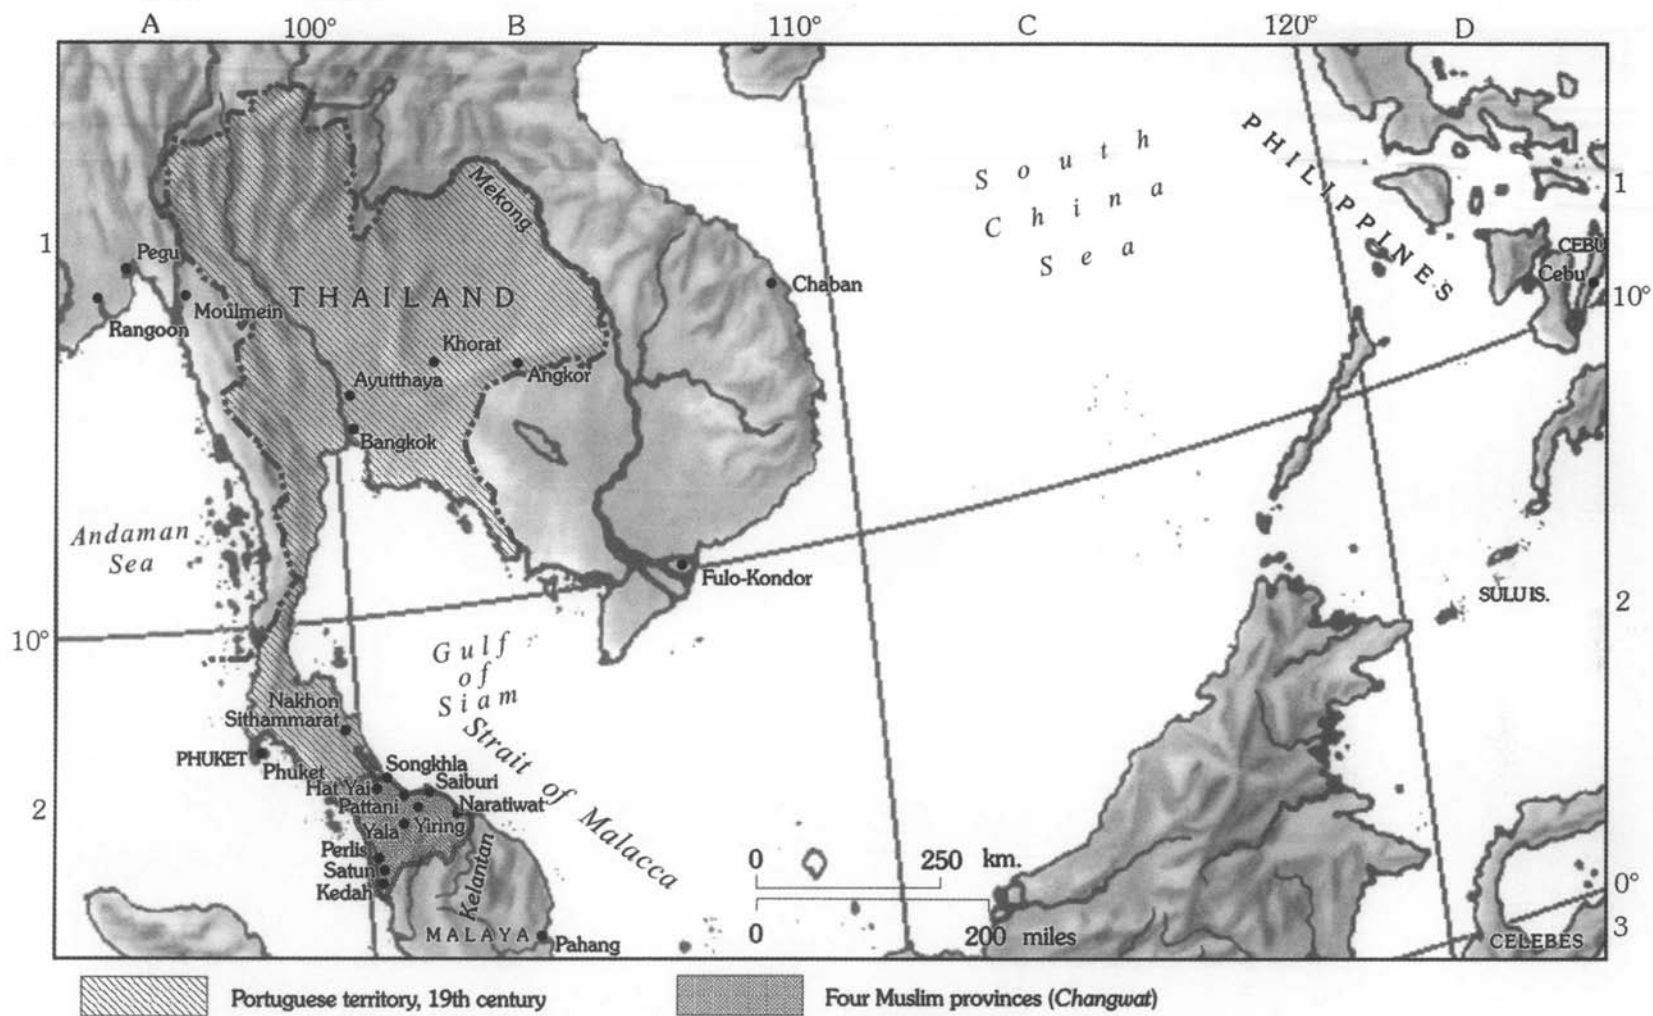 A
100°
B
110°
C
120°
D
South
China
Sea
PHILIPPINES
1
1
Mekong
Pegu
CEBU
Cebu
Chaban
THAILAND
Moulmein
10°
Rangoon
Khorat
Ayutthaya
Angkor
Bangkok
Andaman
Sea
Fulo-Kondor
SULU IS.
2
10°
Gulf
of
Siam
Nakhon
Sithammarat
Strait of Malacca
PHUKET
Phuket
Songkhla
Hat Yai
Saiburi
Pattani
Naratiwat
2
Yala
Yiring
Perlis
Satun
Kedah
Kelantan
0
250 km.
0°
3
MALAYA
Pahang
0
200 miles
CELEBES
Portuguese territory, 19th century
Four Muslim provinces (Changwat)